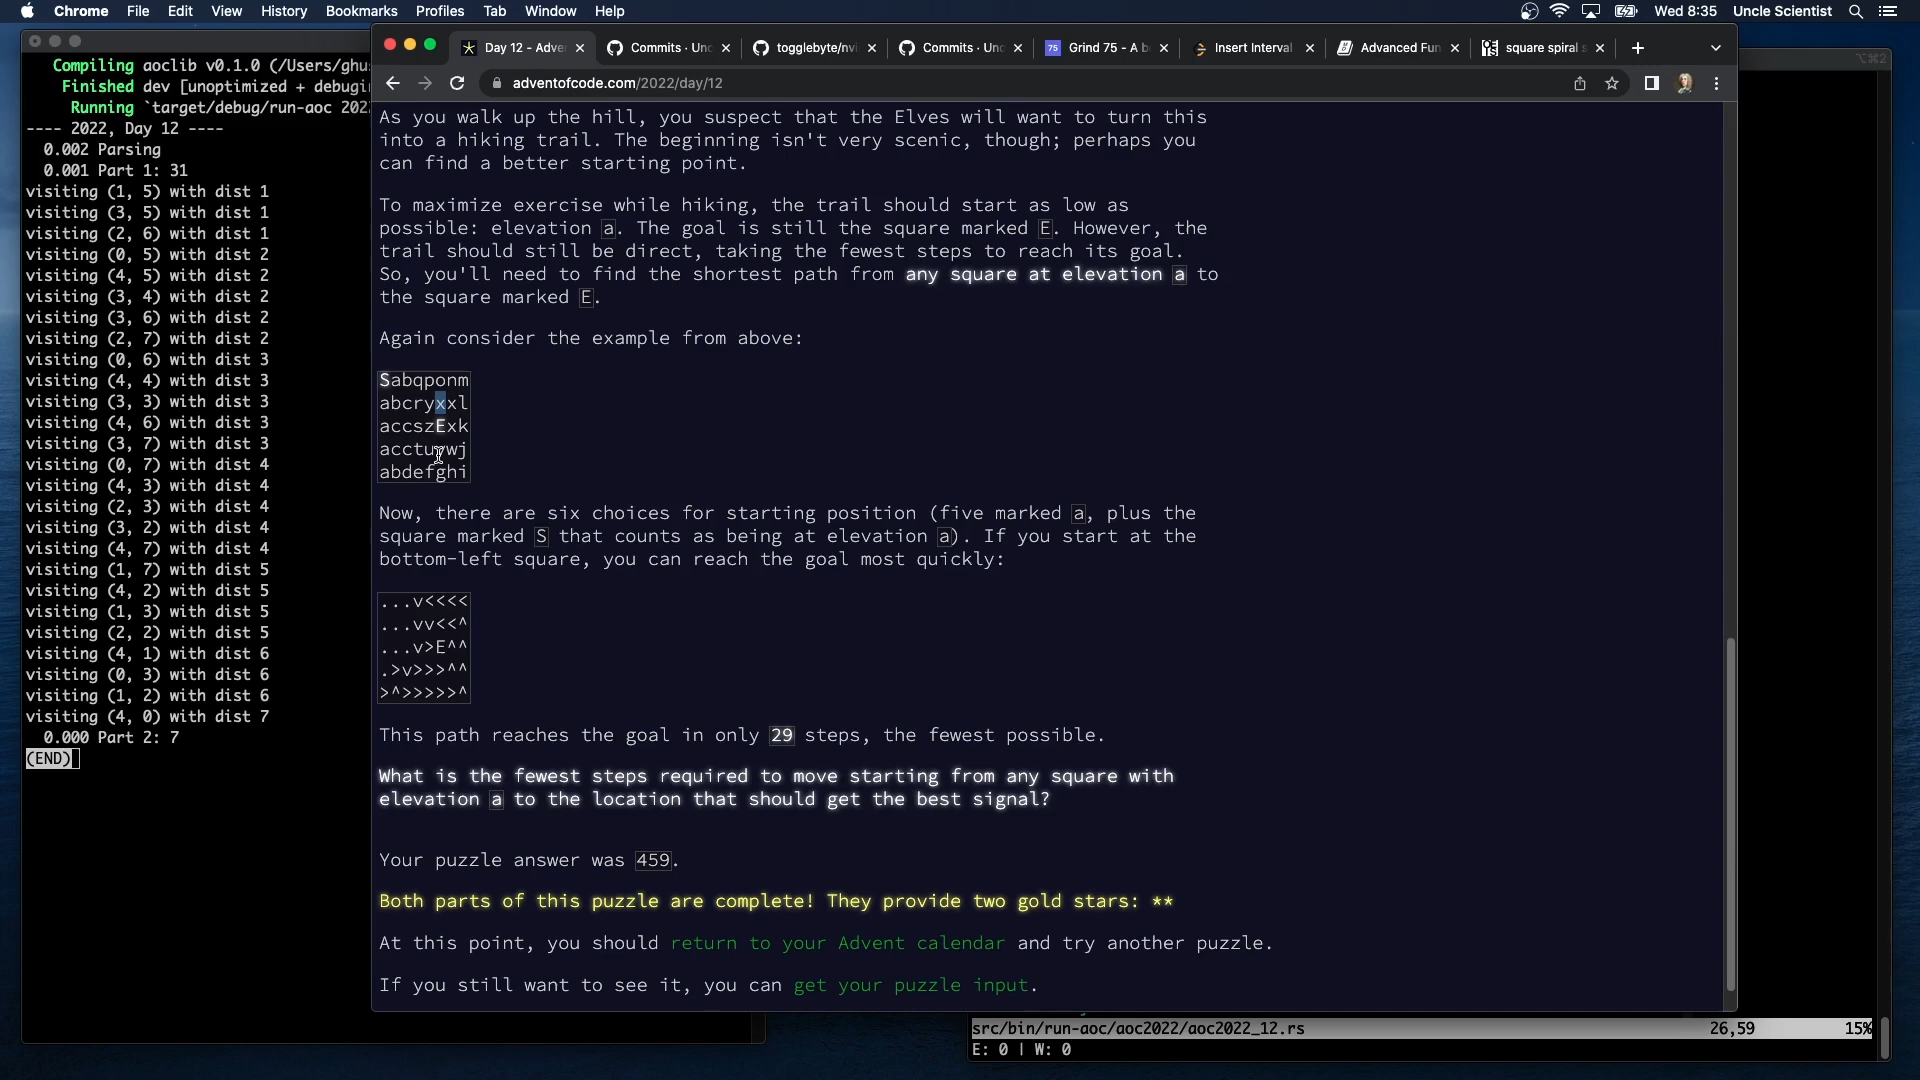 Chrome File Edit View History Bookmarks Profiles Tab Window Help
Wed 8:35 Uncle Scientist
Compiling aoclib v0.1.0 (/Users/ghu
Finished dev [unoptimized + debugi
Running `target/debug/run-aoc 202
---- 2022, Day 12 ----
0.002 Parsing
0.001 Part 1: 31
visiting (1, 5) with dist 1
visiting (3, 5) with dist 1
visiting (2, 6) with dist 1
visiting (0, 5) with dist 2
visiting (4, 5) with dist 2
visiting (3, 4) with dist 2
visiting (3, 6) with dist 2
visiting (2, 7) with dist 2
visiting (0, 6) with dist 3
visiting (4, 4) with dist 3
visiting (3, 3) with dist 3
visiting (4, 6) with dist 3
visiting (3, 7) with dist 3
visiting (0, 7) with dist 4
visiting (4, 3) with dist 4
visiting (2, 3) with dist 4
visiting (3, 2) with dist 4
visiting (4, 7) with dist 4
visiting (1, 7) with dist 5
visiting (4, 2) with dist 5
visiting (1, 3) with dist 5
visiting (2, 2) with dist 5
visiting (4, 1) with dist 6
visiting (0, 3) with dist 6
visiting (1, 2) with dist 6
visiting (4, 0) with dist 7
0.000 Part 2: 7
(END)
Day 12 - Adve Commits · Unc togglebyte/nvi Commits · Unc 75 Grind 75 - A b Insert Interval Advanced Fun square spiral s
adventofcode.com/2022/day/12
As you walk up the hill, you suspect that the Elves will want to turn this
into a hiking trail. The beginning isn't very scenic, though; perhaps you
can find a better starting point.
To maximize exercise while hiking, the trail should start as low as
possible: elevation a. The goal is still the square marked E. However, the
trail should still be direct, taking the fewest steps to reach its goal.
So, you'll need to find the shortest path from any square at elevation a to
the square marked E.
Again consider the example from above:
Sabqponm
abcryxxl
accszExk
acctuvwj
abdefghi
Now, there are six choices for starting position (five marked a, plus the
square marked S that counts as being at elevation a). If you start at the
bottom-left square, you can reach the goal most quickly:
...v<<<<
...vv<<^
...v>E^^
.>v>>>^^
>^>>>>>^
This path reaches the goal in only 29 steps, the fewest possible.
What is the fewest steps required to move starting from any square with
elevation a to the location that should get the best signal?
Your puzzle answer was 459.
Both parts of this puzzle are complete! They provide two gold stars: **
At this point, you should return to your Advent calendar and try another puzzle.
If you still want to see it, you can get your puzzle input.
⌥⌘2
src/bin/run-aoc/aoc2022/aoc2022_12.rs 26,59 15%
E: 0 | W: 0